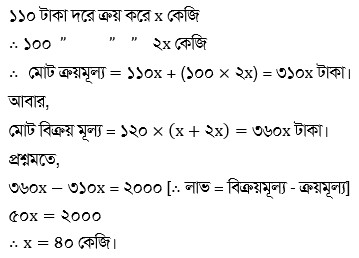 ১১০ টাকা দরে ক্রয় করে x কেজি
∴ ১০০ ” ” ” ২x কেজি
∴ মোট ক্রয়মূল্য = ১১০x + (১০০ × ২x) = ৩১০x টাকা।
আবার,
মোট বিক্রয় মূল্য = ১২০ × (x + ২x) = ৩৬০x টাকা।
প্রশ্নমতে,
৩৬০x − ৩১০x = ২০০০ [∴ লাভ = বিক্রয়মূল্য - ক্রয়মূল্য]
৫০x = ২০০০
∴ x = ৪০ কেজি।